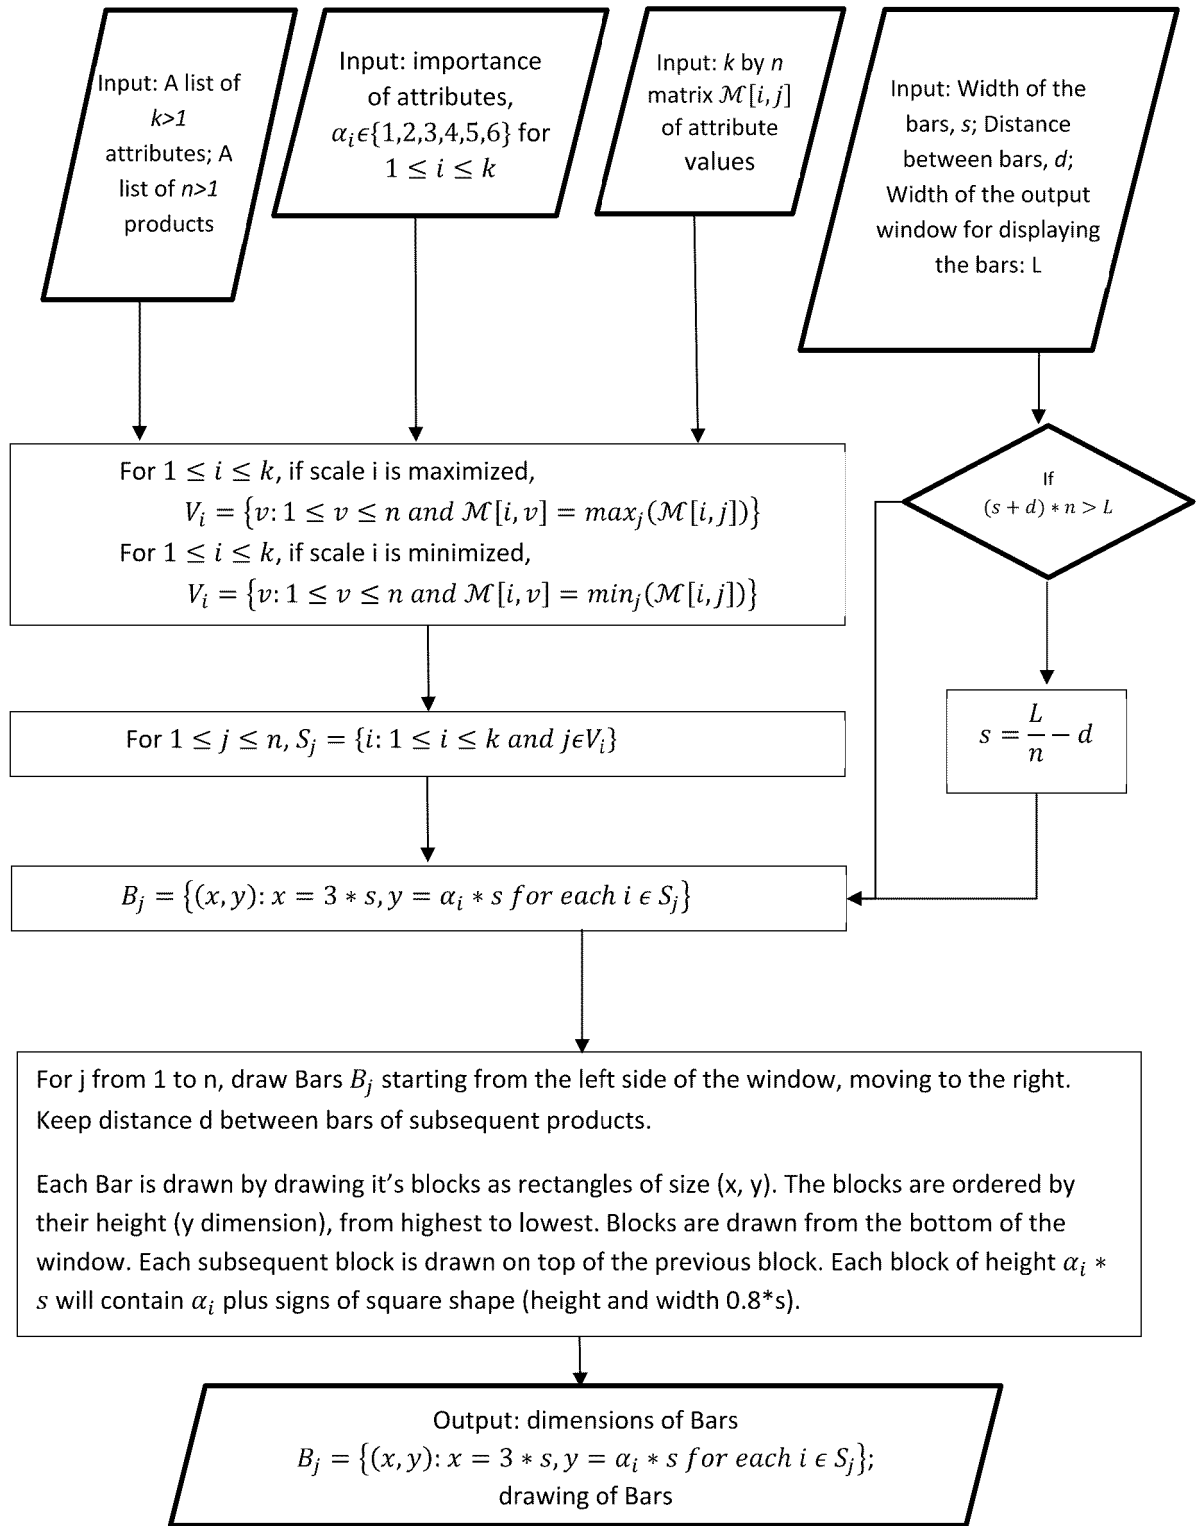 Input: A list of
k>1
attributes; A
list of n>1
products
Input: importance
of attributes,
αᵢϵ{1,2,3,4,5,6} for
1 ≤ i ≤ k
Input: k by n
matrix ℳ[i,j]
of attribute
values
Input: Width of the
bars, s; Distance
between bars, d;
Width of the output
window for displaying
the bars: L
For 1 ≤ i ≤ k, if scale i is maximized,
Vᵢ = {v: 1 ≤ v ≤ n and ℳ[i, v] = maxⱼ(ℳ[i,j])}
For 1 ≤ i ≤ k, if scale i is minimized,
Vᵢ = {v: 1 ≤ v ≤ n and ℳ[i, v] = minⱼ(ℳ[i,j])}
If
(s + d) * n > L
s = L/n − d
For 1 ≤ j ≤ n, Sⱼ = {i: 1 ≤ i ≤ k and jϵVᵢ}
Bⱼ = {(x, y): x = 3 * s, y = αᵢ * s for each i ϵ Sⱼ}
For j from 1 to n, draw Bars Bⱼ starting from the left side of the window, moving to the right.
Keep distance d between bars of subsequent products.
Each Bar is drawn by drawing it’s blocks as rectangles of size (x, y). The blocks are ordered by
their height (y dimension), from highest to lowest. Blocks are drawn from the bottom of the
window. Each subsequent block is drawn on top of the previous block. Each block of height αᵢ *
s will contain αᵢ plus signs of square shape (height and width 0.8*s).
Output: dimensions of Bars
Bⱼ = {(x, y): x = 3 * s, y = αᵢ * s for each i ϵ Sⱼ};
drawing of Bars